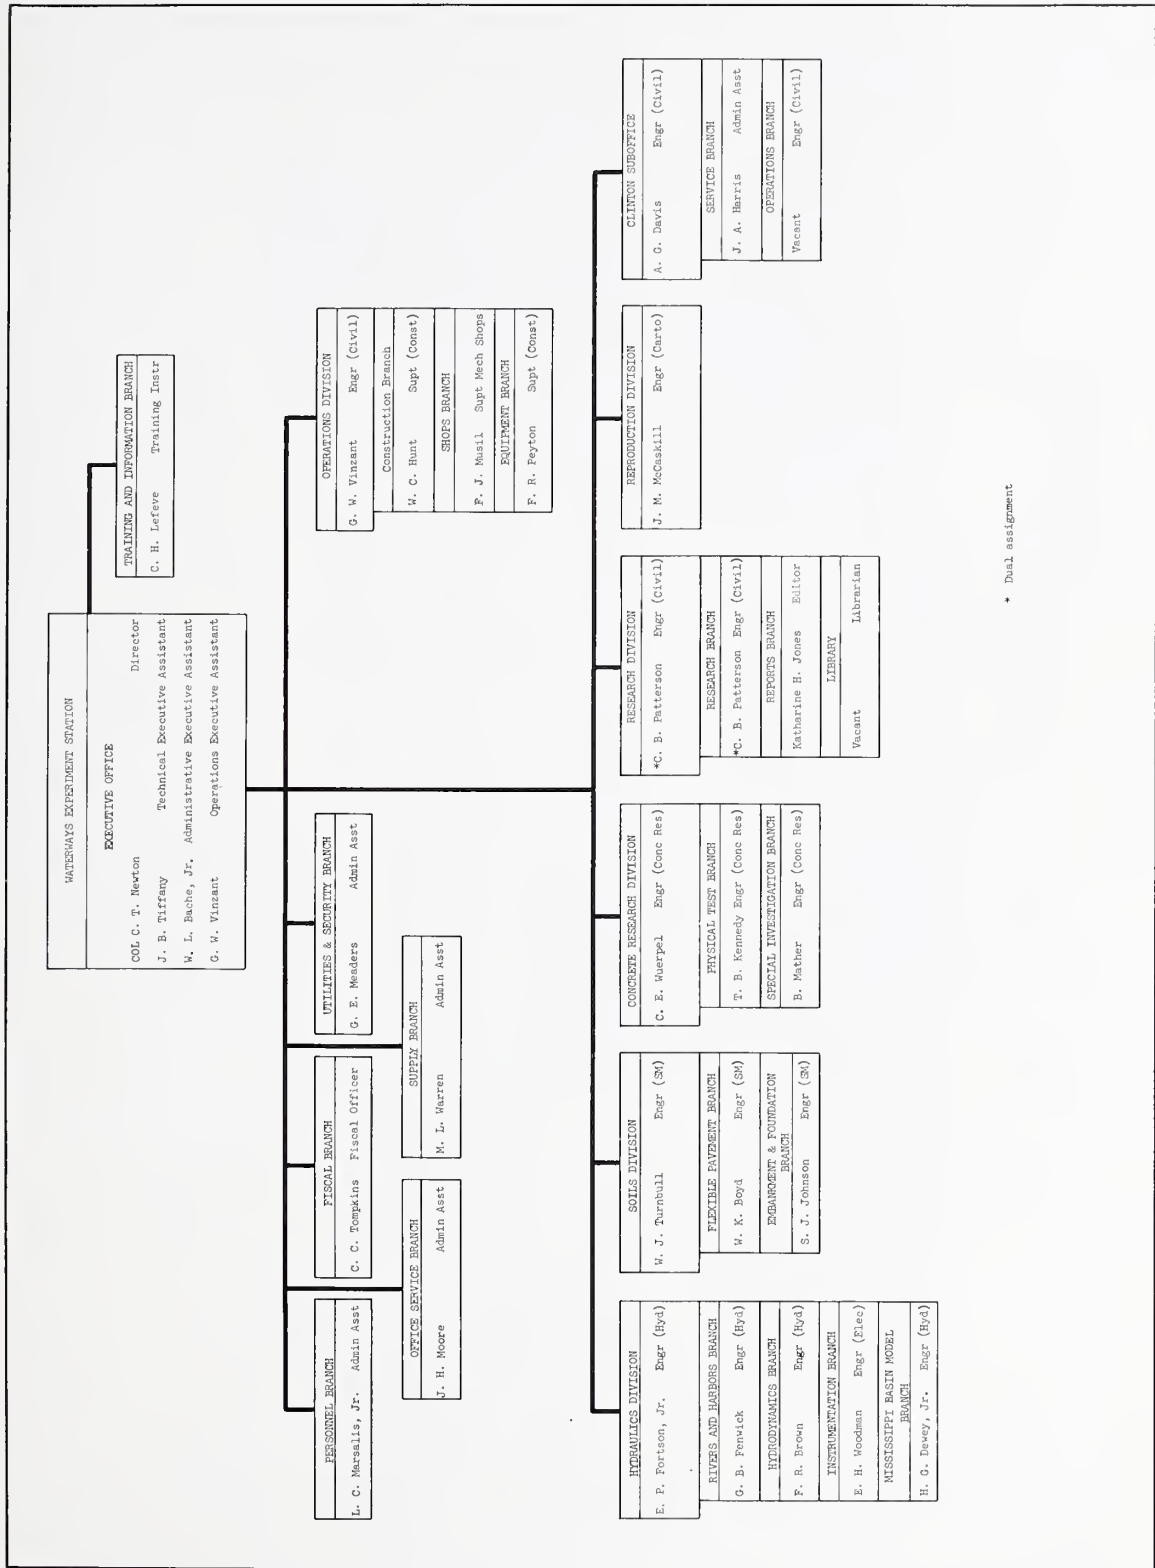 WATERWAYS EXPERIMENT STATION
EXECUTIVE OFFICE
COL C. T. Newton Director
J. B. Tiffany Technical Executive Assistant
W. L. Bache, Jr. Administrative Executive Assistant
G. W. Vinzant Operations Executive Assistant
TRAINING AND INFORMATION BRANCH
C. H. Lefeve Training Instr
PERSONNEL BRANCH
L. C. Marsalis, Jr. Admin Asst
FISCAL BRANCH
C. C. Tompkins Fiscal Officer
UTILITIES & SECURITY BRANCH
G. E. Meaders Admin Asst
OFFICE SERVICE BRANCH
J. H. Moore Admin Asst
SUPPLY BRANCH
M. L. Warren Admin Asst
OPERATIONS DIVISION
G. W. Vinzant Engr (Civil)
Construction Branch
W. C. Hunt Supt (Const)
SHOPS BRANCH
F. J. Musil Supt Mech Shops
EQUIPMENT BRANCH
F. R. Peyton Supt (Const)
HYDRAULICS DIVISION
E. P. Fortson, Jr. Engr (Hyd)
RIVERS AND HARBORS BRANCH
G. B. Fenwick Engr (Hyd)
HYDRODYNAMICS BRANCH
F. R. Brown Engr (Hyd)
INSTRUMENTATION BRANCH
E. H. Woodman Engr (Elec)
MISSISSIPPI BASIN MODEL
BRANCH
H. G. Dewey, Jr. Engr (Hyd)
SOILS DIVISION
W. J. Turnbull Engr (SM)
FLEXIBLE PAVEMENT BRANCH
W. K. Boyd Engr (SM)
EMBANKMENT & FOUNDATION
BRANCH
S. J. Johnson Engr (SM)
CONCRETE RESEARCH DIVISION
C. E. Wuerpel Engr (Conc Res)
PHYSICAL TEST BRANCH
T. B. Kennedy Engr (Conc Res)
SPECIAL INVESTIGATION BRANCH
B. Mather Engr (Conc Res)
RESEARCH DIVISION
*C. B. Patterson Engr (Civil)
RESEARCH BRANCH
*C. B. Patterson Engr (Civil)
REPORTS BRANCH
Katharine H. Jones Editor
LIBRARY
Vacant Librarian
REPRODUCTION DIVISION
J. M. McCaskill Engr (Carto)
CLINTON SUBOFFICE
A. G. Davis Engr (Civil)
SERVICE BRANCH
J. A. Harris Admin Asst
OPERATIONS BRANCH
Vacant Engr (Civil)
* Dual assignment